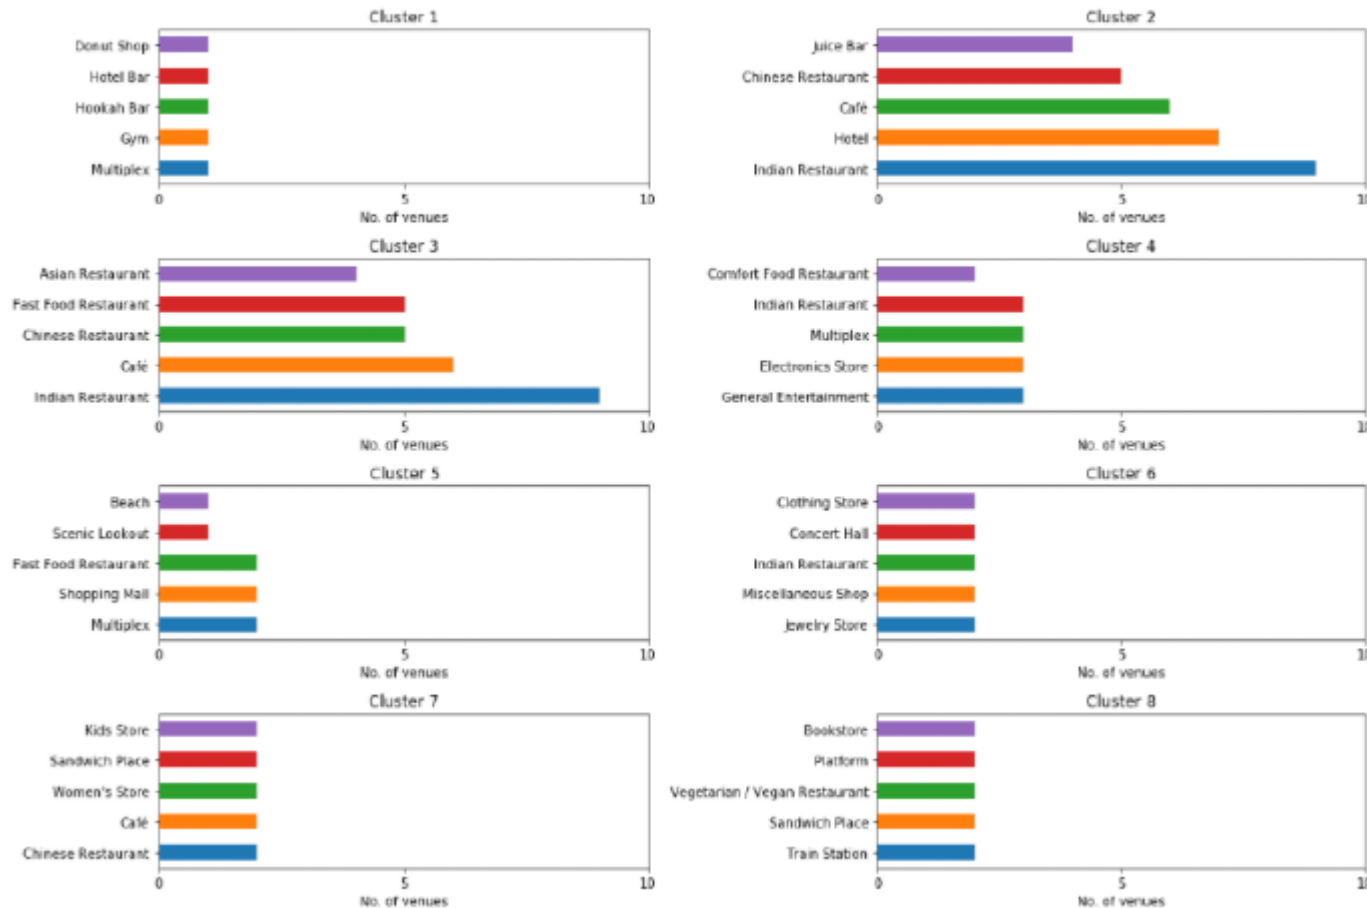 Cluster 1
Donut Shop
Hotel Bar
Hookah Bar
Gym
Multiplex
0 5 10
No. of venues
Cluster 2
Juice Bar
Chinese Restaurant
Café
Hotel
Indian Restaurant
0 5 10
No. of venues
Cluster 3
Asian Restaurant
Fast Food Restaurant
Chinese Restaurant
Café
Indian Restaurant
0 5 10
No. of venues
Cluster 4
Comfort Food Restaurant
Indian Restaurant
Multiplex
Electronics Store
General Entertainment
0 5 10
No. of venues
Cluster 5
Beach
Scenic Lookout
Fast Food Restaurant
Shopping Mall
Multiplex
0 5 10
No. of venues
Cluster 6
Clothing Store
Concert Hall
Indian Restaurant
Miscellaneous Shop
Jewelry Store
0 5 10
No. of venues
Cluster 7
Kids Store
Sandwich Place
Women's Store
Café
Chinese Restaurant
0 5 10
No. of venues
Cluster 8
Bookstore
Platform
Vegetarian / Vegan Restaurant
Sandwich Place
Train Station
0 5 10
No. of venues